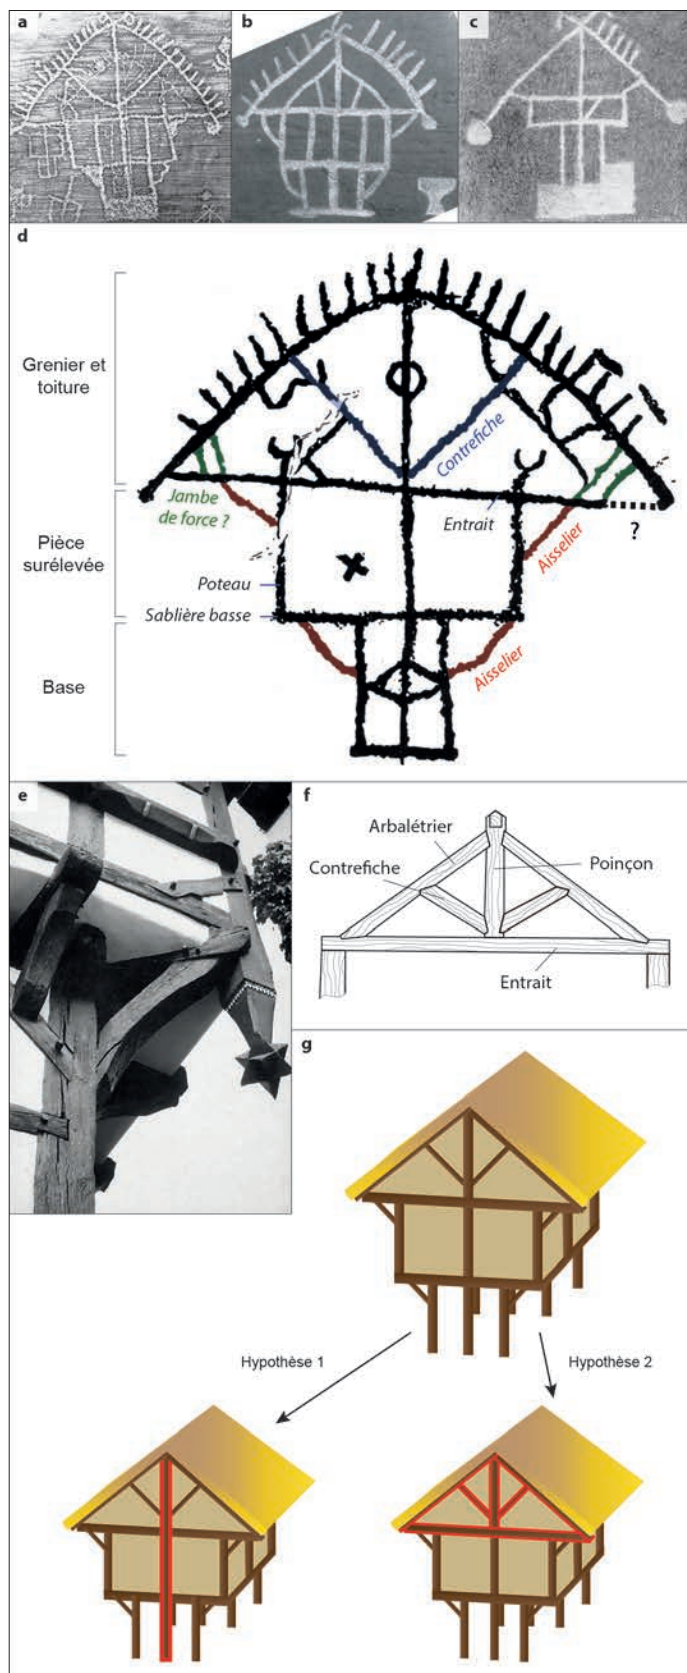 a
b
c
d
Grenier et
toiture
Contrefiche
Jambe
de force ?
Entrait
Aisselier
?
Pièce
surélevée
Poteau
Sablière basse
Base
Aisselier
e
f
Arbalétrier
Contrefiche
Poinçon
Entrait
g
Hypothèse 1
Hypothèse 2